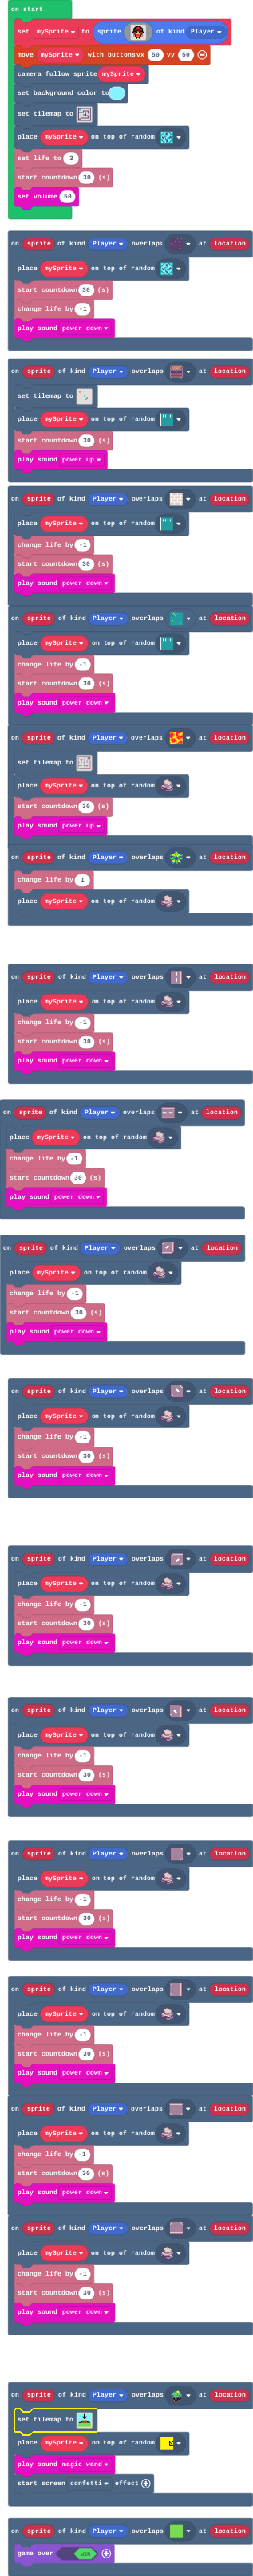 on start
set mySprite to sprite of kind Player
move mySprite with buttons vx 50 vy 50
camera follow sprite mySprite
set background color to
set tilemap to
place mySprite on top of random
set life to 3
start countdown 30 (s)
set volume 50
on sprite of kind Player overlaps at location
place mySprite on top of random
start countdown 30 (s)
change life by -1
play sound power down
on sprite of kind Player overlaps at location
set tilemap to
place mySprite on top of random
start countdown 30 (s)
play sound power up
on sprite of kind Player overlaps at location
place mySprite on top of random
change life by -1
start countdown 30 (s)
play sound power down
on sprite of kind Player overlaps at location
place mySprite on top of random
change life by -1
start countdown 30 (s)
play sound power down
on sprite of kind Player overlaps at location
set tilemap to
place mySprite on top of random
start countdown 30 (s)
play sound power up
on sprite of kind Player overlaps at location
change life by 1
place mySprite on top of random
on sprite of kind Player overlaps at location
place mySprite on top of random
change life by -1
start countdown 30 (s)
play sound power down
on sprite of kind Player overlaps at location
place mySprite on top of random
change life by -1
start countdown 30 (s)
play sound power down
on sprite of kind Player overlaps at location
place mySprite on top of random
change life by -1
start countdown 30 (s)
play sound power down
on sprite of kind Player overlaps at location
place mySprite on top of random
change life by -1
start countdown 30 (s)
play sound power down
on sprite of kind Player overlaps at location
place mySprite on top of random
change life by -1
start countdown 30 (s)
play sound power down
on sprite of kind Player overlaps at location
place mySprite on top of random
change life by -1
start countdown 30 (s)
play sound power down
on sprite of kind Player overlaps at location
place mySprite on top of random
change life by -1
start countdown 30 (s)
play sound power down
on sprite of kind Player overlaps at location
place mySprite on top of random
change life by -1
start countdown 30 (s)
play sound power down
on sprite of kind Player overlaps at location
place mySprite on top of random
change life by -1
start countdown 30 (s)
play sound power down
on sprite of kind Player overlaps at location
place mySprite on top of random
change life by -1
start countdown 30 (s)
play sound power down
on sprite of kind Player overlaps at location
set tilemap to
place mySprite on top of random
play sound magic wand
start screen confetti effect
on sprite of kind Player overlaps at location
game over WIN